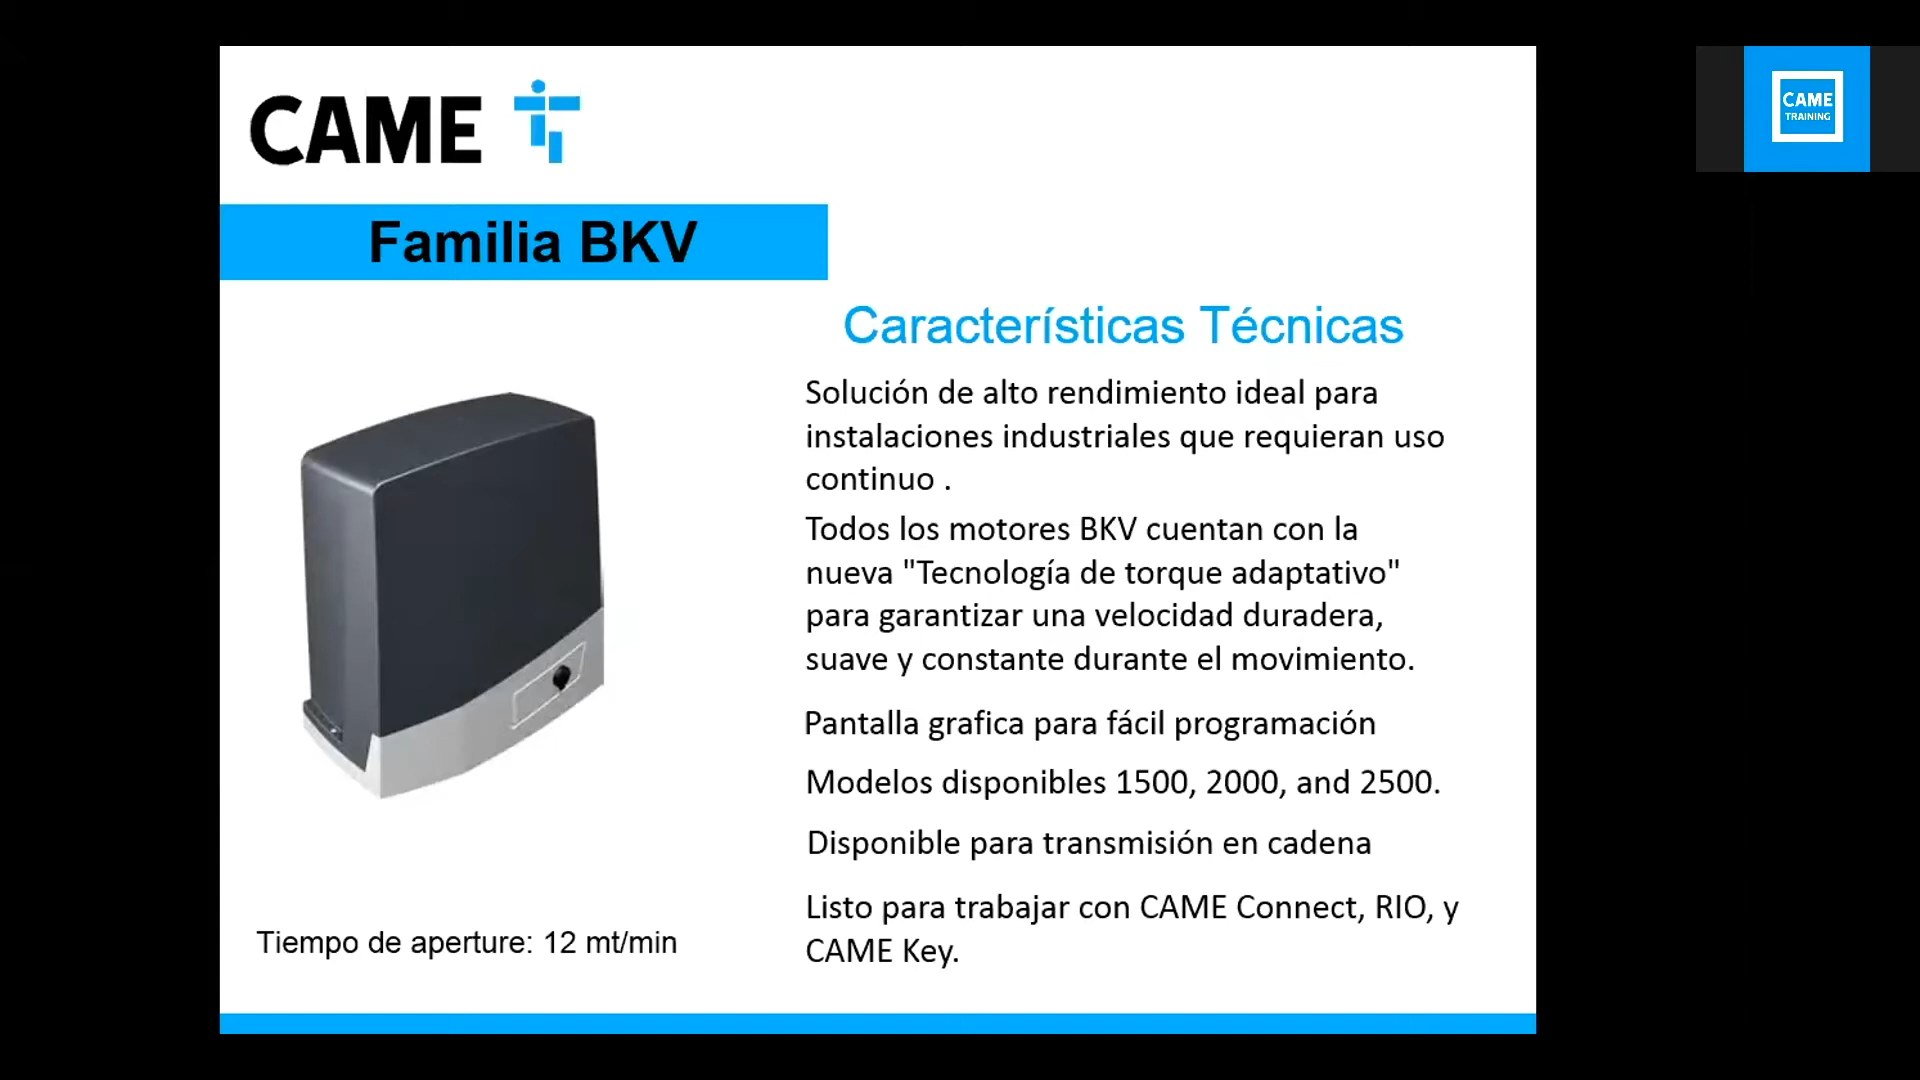 CAME
CAME
TRAINING
Familia BKV
Características Técnicas
Solución de alto rendimiento ideal para
instalaciones industriales que requieran uso
continuo .
Todos los motores BKV cuentan con la
nueva "Tecnología de torque adaptativo"
para garantizar una velocidad duradera,
suave y constante durante el movimiento.
Pantalla grafica para fácil programación
Modelos disponibles 1500, 2000, and 2500.
Disponible para transmisión en cadena
Listo para trabajar con CAME Connect, RIO, y
CAME Key.
Tiempo de aperture: 12 mt/min